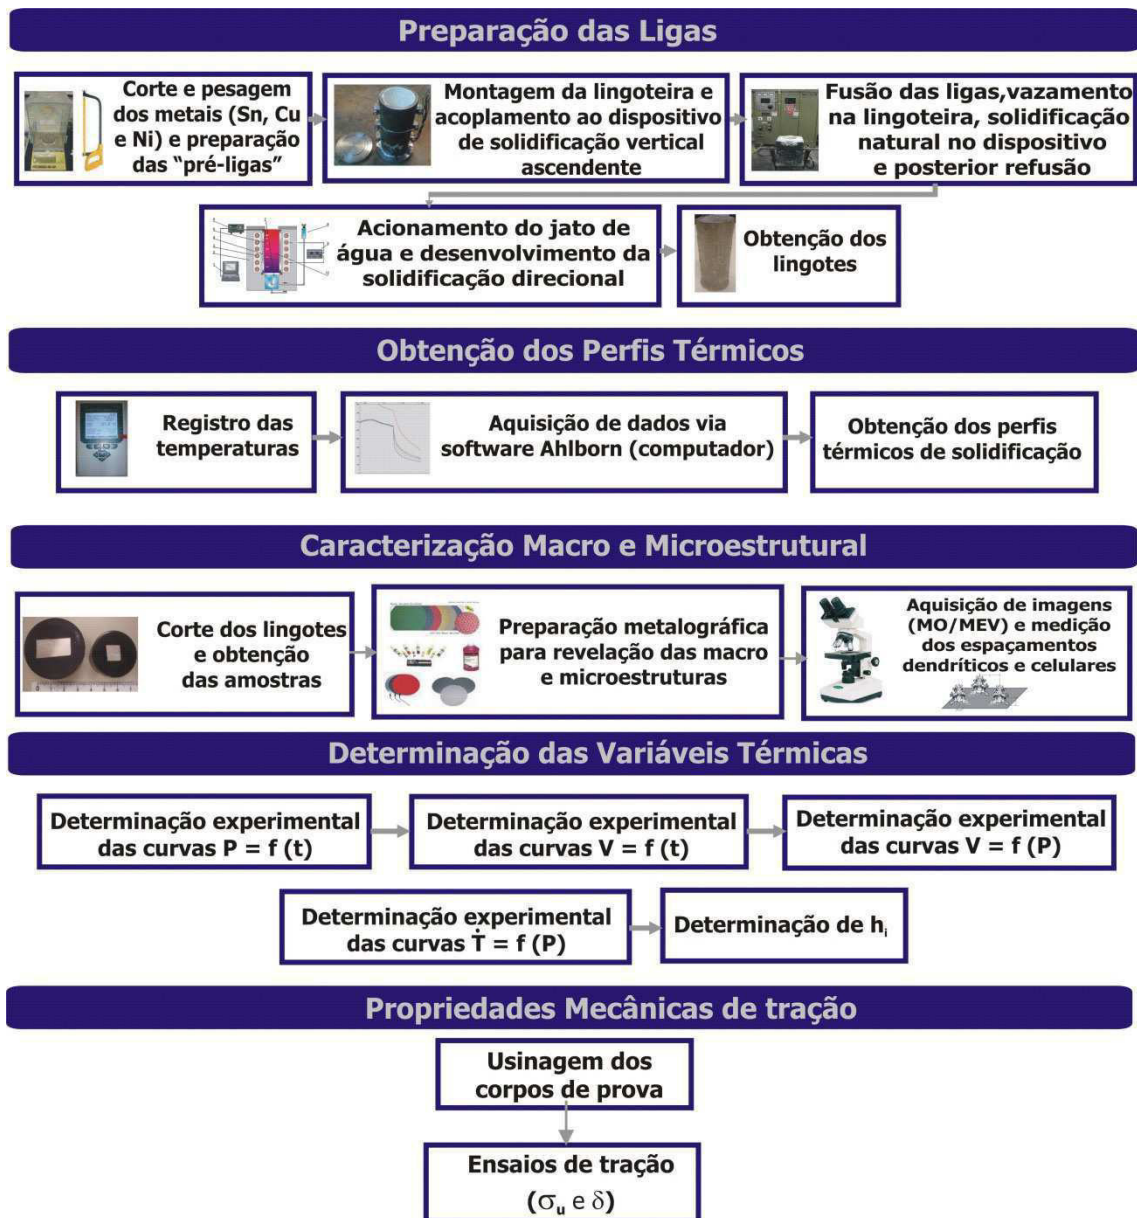 Preparação das Ligas
Corte e pesagem
dos metais (Sn, Cu
e Ni) e preparação
das “pré-ligas”
Montagem da lingoteira e
acoplamento ao dispositivo
de solidificação vertical
ascendente
Fusão das ligas,vazamento
na lingoteira, solidificação
natural no dispositivo
e posterior refusão
Acionamento do jato de
água e desenvolvimento da
solidificação direcional
Obtenção dos
lingotes
Obtenção dos Perfis Térmicos
Registro das
temperaturas
Aquisição de dados via
software Ahlborn (computador)
Obtenção dos perfis
térmicos de solidificação
Caracterização Macro e Microestrutural
Corte dos lingotes
e obtenção
das amostras
Preparação metalográfica
para revelação das macro
e microestruturas
Aquisição de imagens
(MO/MEV) e medição
dos espaçamentos
dendríticos e celulares
Determinação das Variáveis Térmicas
Determinação experimental
das curvas P = f (t)
Determinação experimental
das curvas V = f (t)
Determinação experimental
das curvas V = f (P)
Determinação experimental
das curvas Ṫ = f (P)
Determinação de hᵢ
Propriedades Mecânicas de tração
Usinagem dos
corpos de prova
Ensaios de tração
(σᵤ e δ)